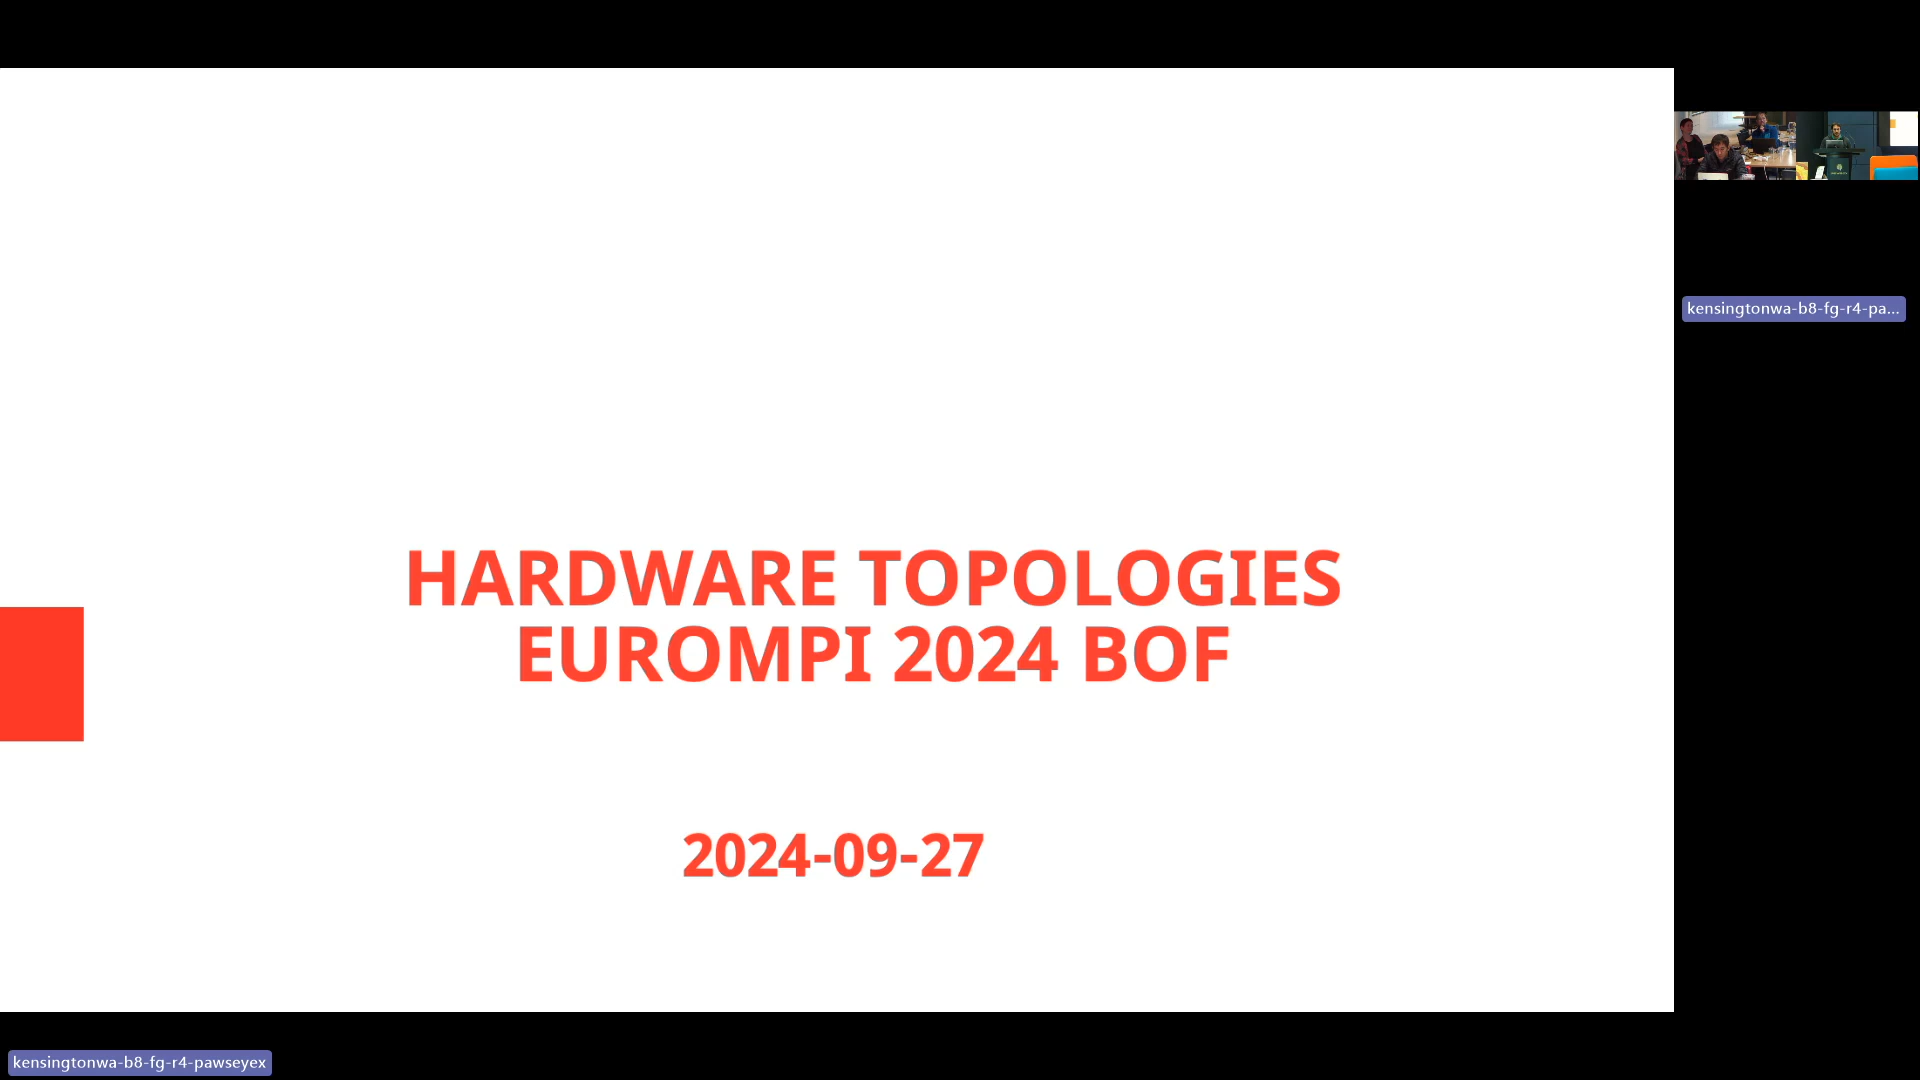 HARDWARE TOPOLOGIES
EUROMPI 2024 BOF
2024-09-27
kensingtonwa-b8-fg-r4-pa...
kensingtonwa-b8-fg-r4-pawseyex